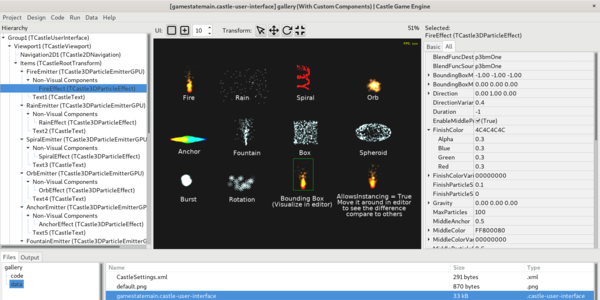 [gamestatemain.castle-user-interface] gallery (With Custom Components) | Castle Game Engine
Project Design Code Run Data Help
Hierarchy
Group1 (TCastleUserInterface)
Viewport1 (TCastleViewport)
Navigation2D1 (TCastle2DNavigation)
Items (TCastleRootTransform)
FireEmitter (TCastle3DParticleEmitterGPU)
Non-Visual Components
FireEffect (TCastle3DParticleEffect)
Text1 (TCastleText)
RainEmitter (TCastle3DParticleEmitterGPU)
Non-Visual Components
RainEffect (TCastle3DParticleEffect)
Text2 (TCastleText)
SpiralEmitter (TCastle3DParticleEmitterGP
Non-Visual Components
SpiralEffect (TCastle3DParticleEffect)
Text3 (TCastleText)
OrbEmitter (TCastle3DParticleEmitterGPU)
Non-Visual Components
OrbEffect (TCastle3DParticleEffect)
Text4 (TCastleText)
AnchorEmitter (TCastle3DParticleEmitterG
Non-Visual Components
AnchorEffect (TCastle3DParticleEffect)
Text5 (TCastleText)
FountainEmitter (TCastle3DParticleEmitter
UI: 10 Transform: 51%
Fire Rain Spiral Orb
Anchor Fountain Box Spheroid
Burst Rotation Bounding Box
(Visualize in editor)
AllowsInstancing = True
Move it around in editor
to see the difference
compare to others
Selected:
FireEffect (TCastle3DParticleEffect)
Basic All
BlendFuncDest p3bmOne
BlendFuncSour p3bmOne
BoundingBoxM -1.00 -1.00 -1.00
BoundingBoxM 0.00 0.00 0.00
Direction 0.00 1.00 0.00
DirectionVariar 0.4
Duration -1
EnableMiddlePr (True)
FinishColor 4C4C4C4C
Alpha 0.3
Blue 0.3
Green 0.3
Red 0.3
FinishColorVari 00000000
FinishParticleS 0.1
FinishParticleS 0
Gravity 0.00 0.00 0.00
MaxParticles 100
MiddleAnchor 0.5
MiddleColor FF800080
MiddleColorVar 00000000
Files Output
gallery
code
data
Name Size Type
CastleSettings.xml 291 bytes .xml
default.png 870 bytes .png
gamestatemain.castle-user-interface 33 kB .castle-user-interface